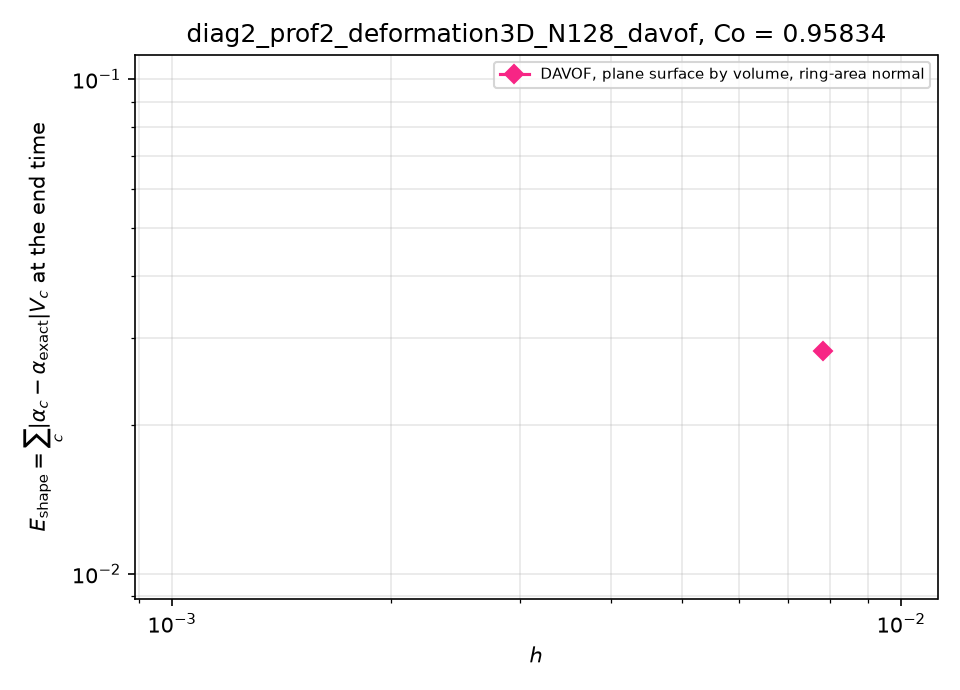 diag2_prof2_deformation3D_N128_davof, Co = 0.95834
DAVOF, plane surface by volume, ring-area normal
E_shape = ∑_c |α_c − α_exact| V_c at the end time
10⁻¹
10⁻²
10⁻³
10⁻²
h